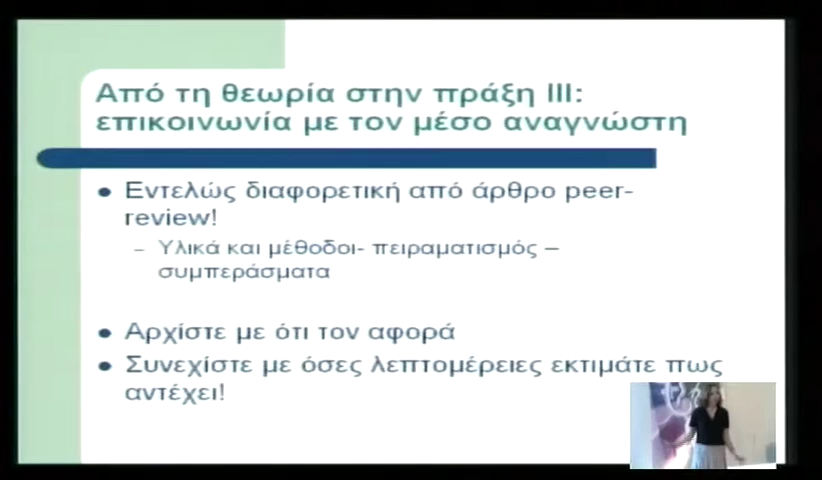 Από τη θεωρία στην πράξη III:
επικοινωνία με τον μέσο αναγνώστη
• Εντελώς διαφορετική από άρθρο peer-
review!
– Υλικά και μέθοδοι- πειραματισμός –
συμπεράσματα
• Αρχίστε με ότι τον αφορά
• Συνεχίστε με όσες λεπτομέρειες εκτιμάτε πως
αντέχει!